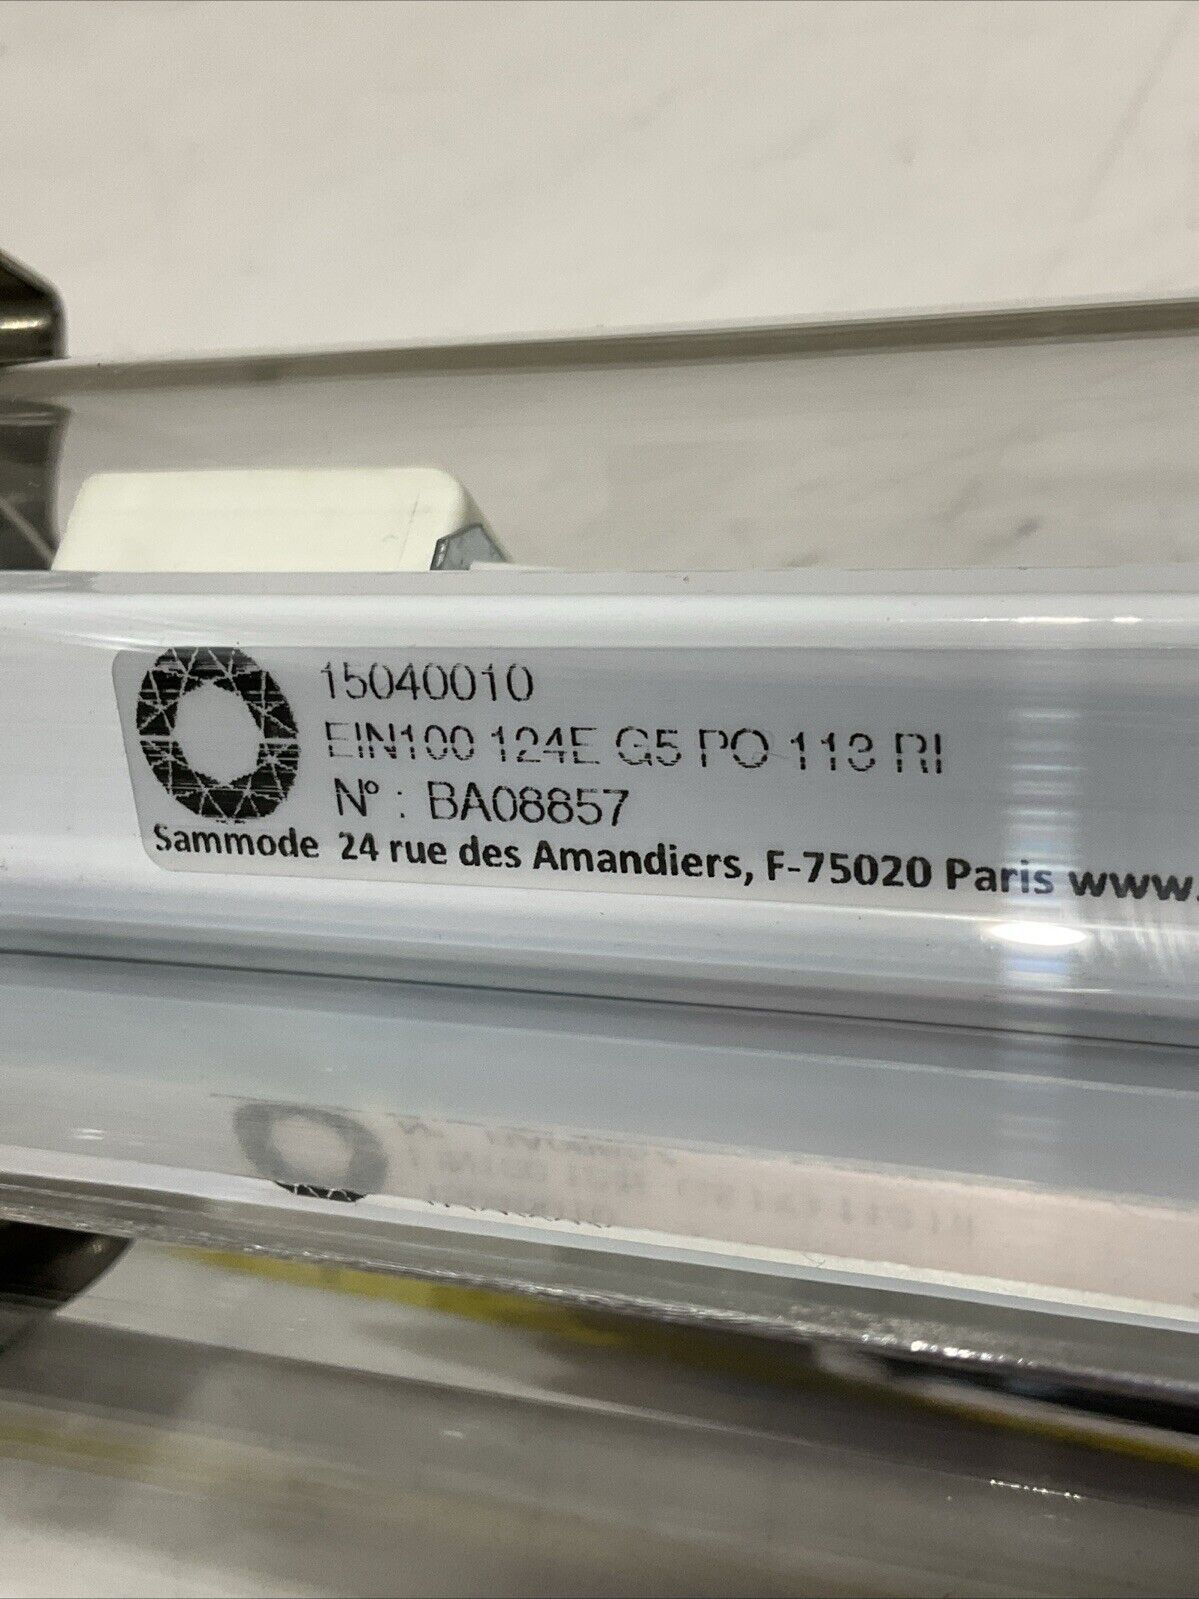 15040010
EIN100 124E G5 PO 113 RI
N° : BA08857
Sammode 24 rue des Amandiers, F-75020 Paris www.